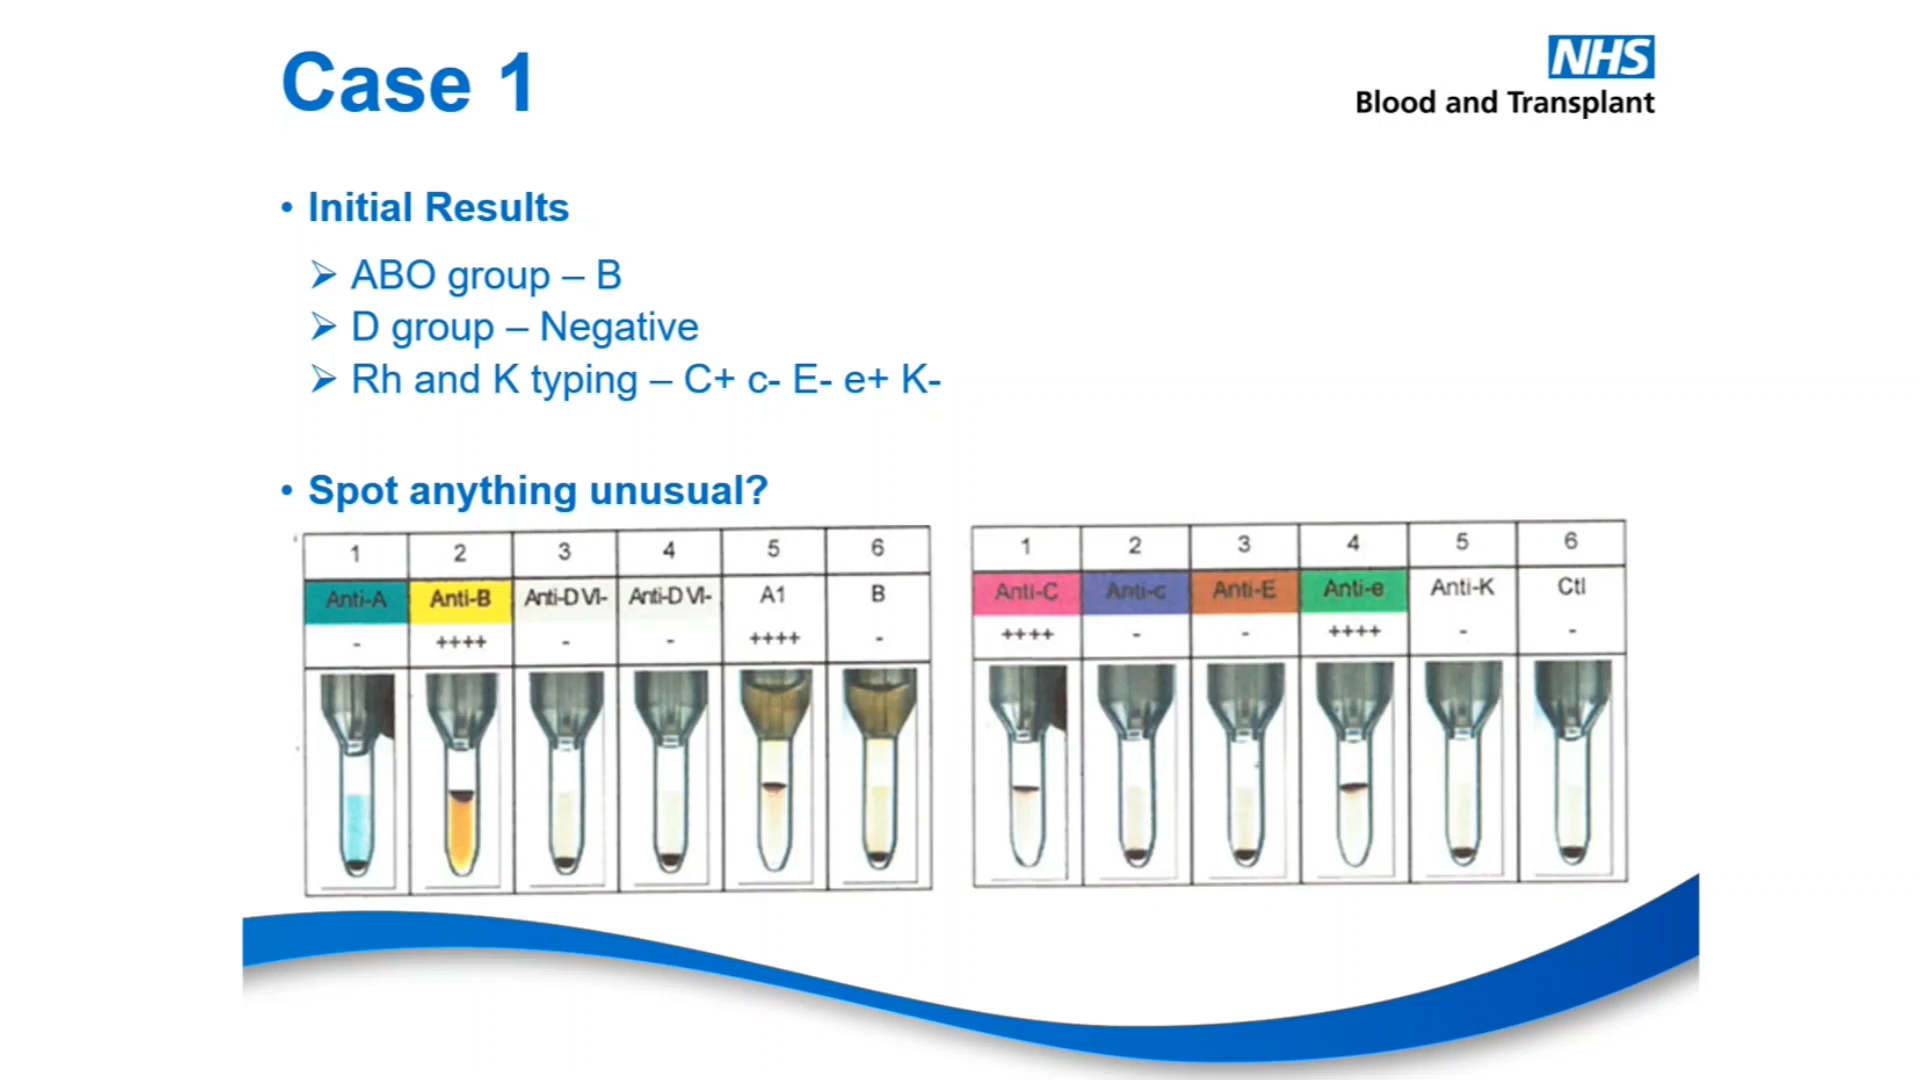 Case 1
NHS
Blood and Transplant
• Initial Results
➢ ABO group – B
➢ D group – Negative
➢ Rh and K typing – C+ c- E- e+ K-
• Spot anything unusual?
1 2 3 4 5 6
Anti-A Anti-B Anti-D VI- Anti-D VI- A1 B
- ++++ - - ++++ -
1 2 3 4 5 6
Anti-C Anti-c Anti-E Anti-e Anti-K Ctl
++++ - - ++++ - -